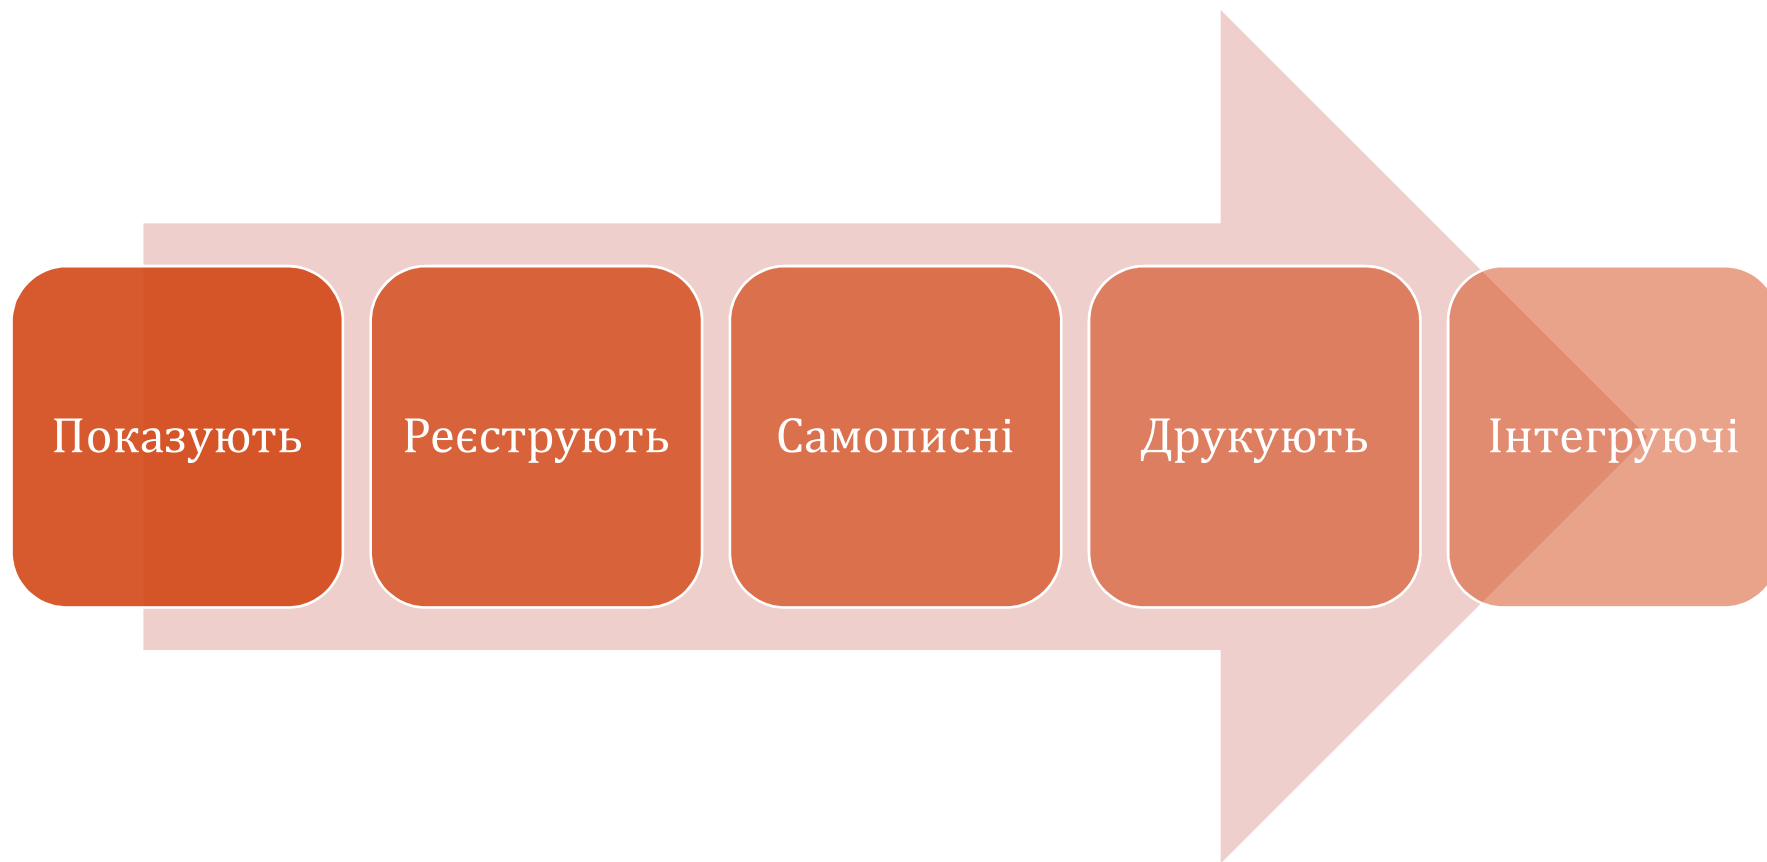 Показують
Реєструють
Самописні
Друкують
Інтегруючі